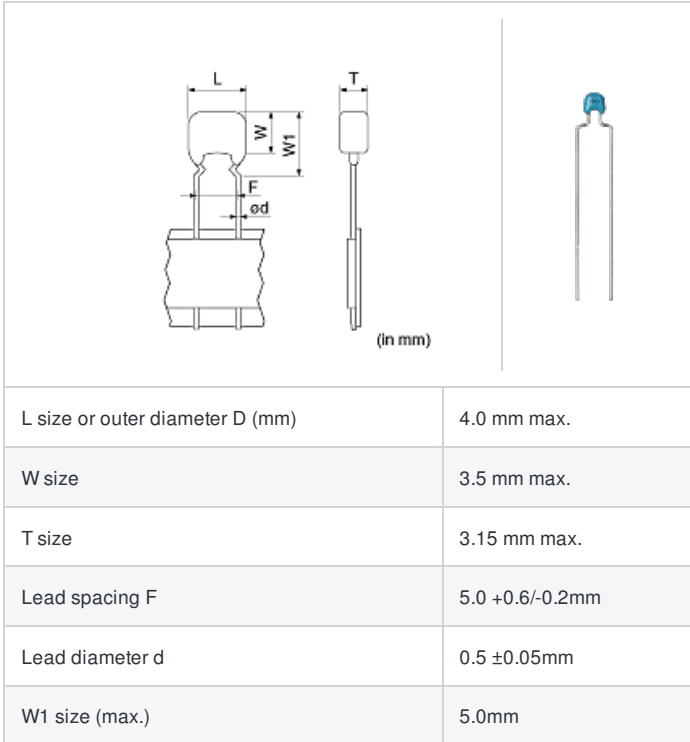 L
T
W
W1
F
ød
(in mm)
L size or outer diameter D (mm) 4.0 mm max.
W size 3.5 mm max.
T size 3.15 mm max.
Lead spacing F 5.0 +0.6/-0.2mm
Lead diameter d 0.5 ±0.05mm
W1 size (max.) 5.0mm